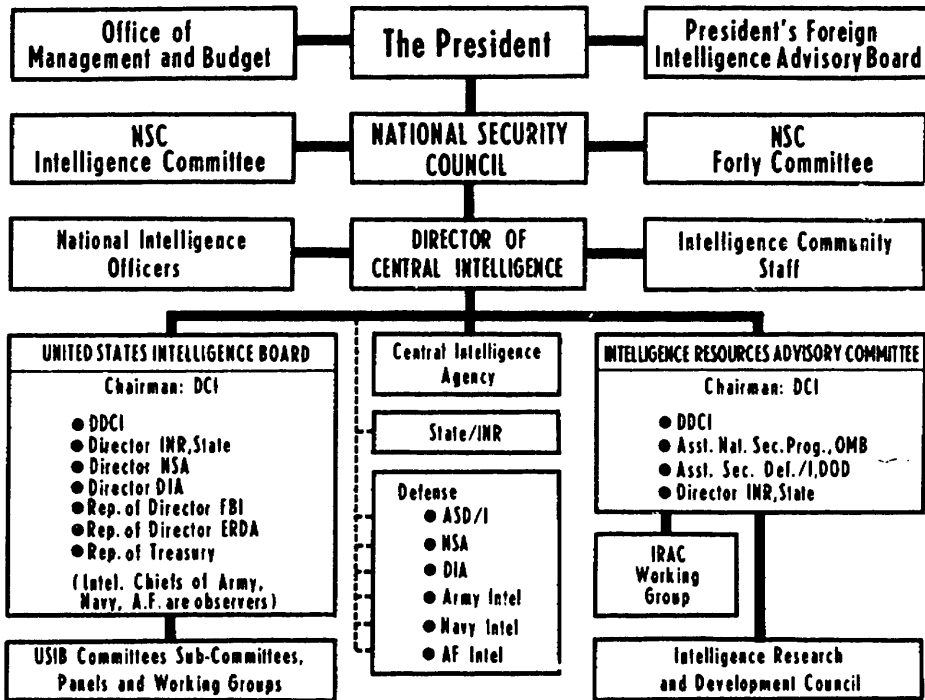 Office of
Management and Budget
The President
President's Foreign
Intelligence Advisory Board
NSC
Intelligence Committee
NATIONAL SECURITY
COUNCIL
NSC
Forty Committee
National Intelligence
Officers
DIRECTOR OF
CENTRAL INTELLIGENCE
Intelligence Community
Staff
UNITED STATES INTELLIGENCE BOARD
Chairman: DCI
● DDCI
● Director INR,State
● Director NSA
● Director DIA
● Rep. of Director FBI
● Rep. of Director ERDA
● Rep. of Treasury
(Intel. Chiefs of Army,
Navy, A.F. are observers)
USIB Committees Sub-Committees,
Panels and Working Groups
Central Intelligence
Agency
State/INR
Defense
● ASD/I
● NSA
● DIA
● Army Intel
● Navy Intel
● AF Intel
INTELLIGENCE RESOURCES ADVISORY COMMITTEE
Chairman: DCI
● DDCI
● Asst. Nat. Sec. Prog., OMB
● Asst. Sec. Def./I,DOD
● Director INR,State
IRAC
Working
Group
Intelligence Research
and Development Council